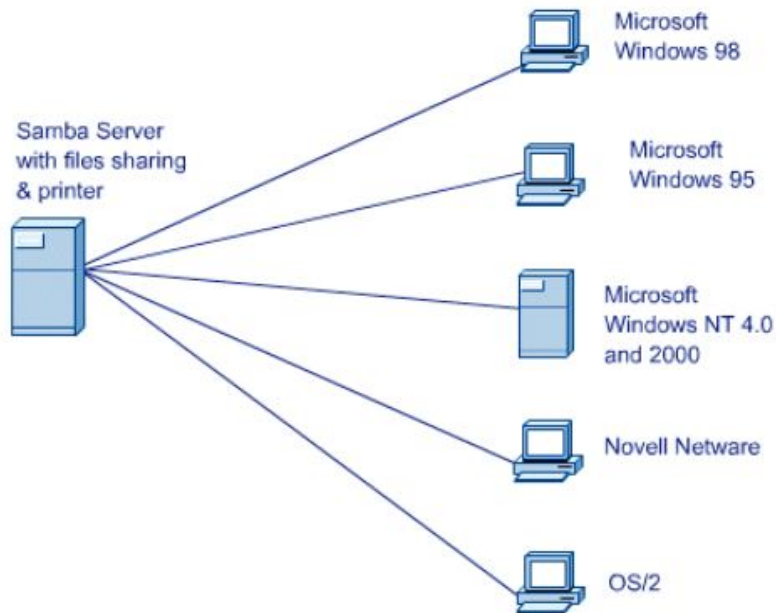 Microsoft
Windows 98
Samba Server
with files sharing
& printer
Microsoft
Windows 95
Microsoft
Windows NT 4.0
and 2000
Novell Netware
OS/2